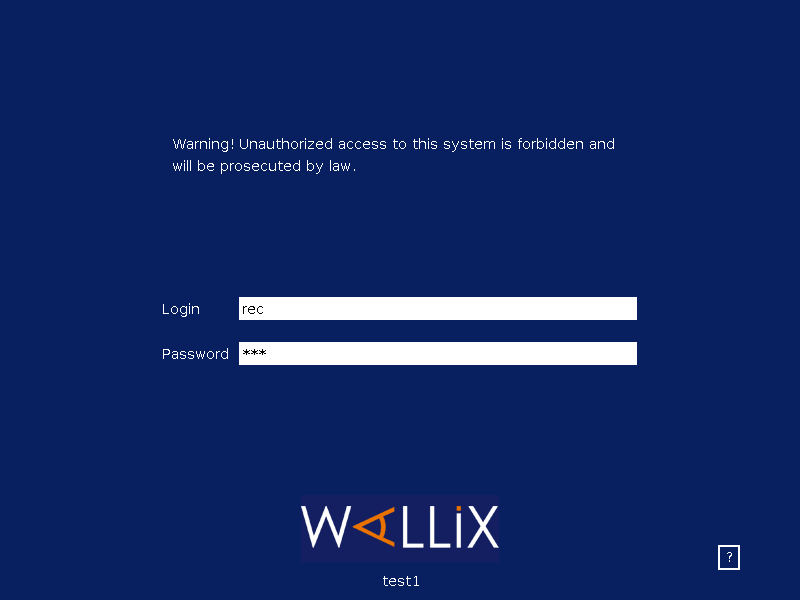 Warning! Unauthorized access to this system is forbidden and
will be prosecuted by law.
Login rec
Password ***
WALLiX
?
test1